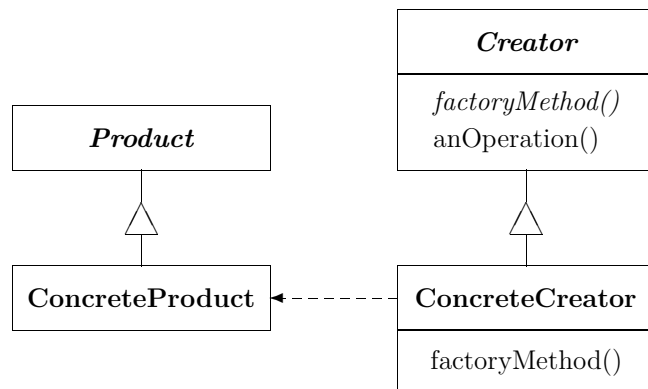 Creator
factoryMethod()
anOperation()
Product
ConcreteProduct
ConcreteCreator
factoryMethod()